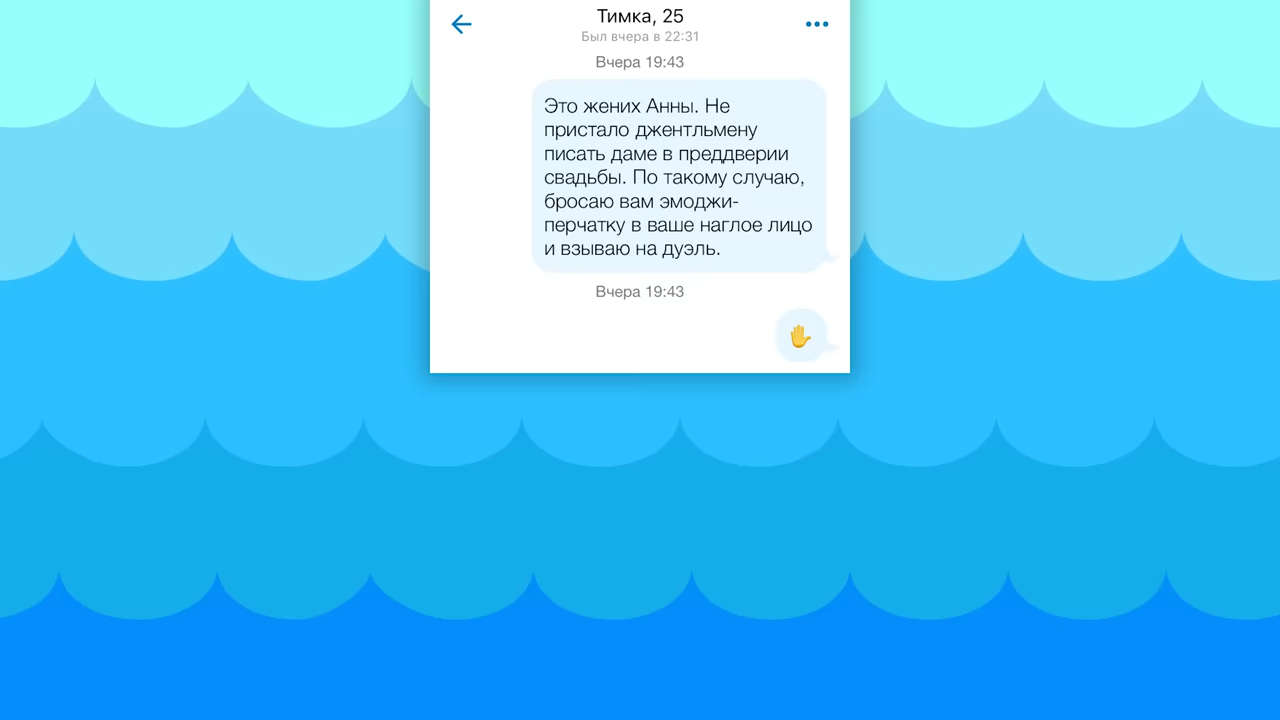 Тимка, 25
Был вчера в 22:31
Вчера 19:43
Это жених Анны. Не
пристало джентльмену
писать даме в преддверии
свадьбы. По такому случаю,
бросаю вам эмоджи-
перчатку в ваше наглое лицо
и взываю на дуэль.
Вчера 19:43